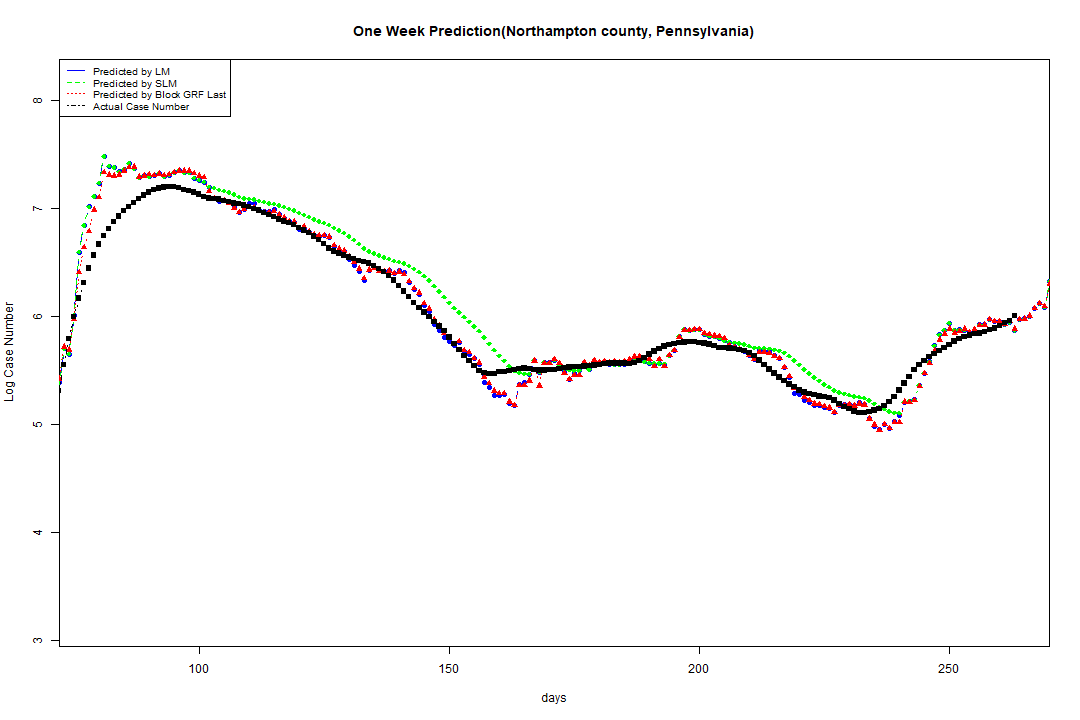 One Week Prediction(Northampton county, Pennsylvania)
Predicted by LM
Predicted by SLM
Predicted by Block GRF Last
Actual Case Number
8
7
6
5
4
3
Log Case Number
100 150 200 250
days